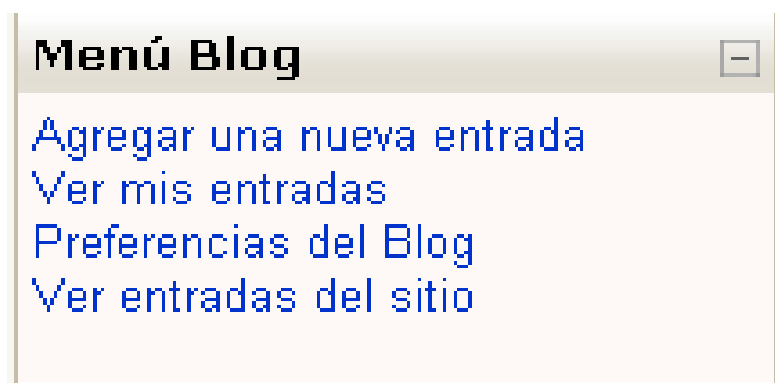 Menú Blog
Agregar una nueva entrada
Ver mis entradas
Preferencias del Blog
Ver entradas del sitio